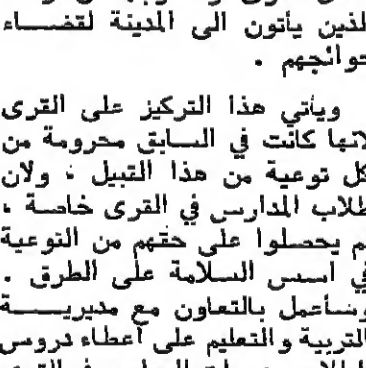 الذين يأتون الى المدينة لقضاء
حوائجهم .
ويأتي هذا التركيز على القرى
لانها كانت في السابق محرومة من
كل توعية من هذا القبيل ، ولان
طلاب المدارس في القرى خاصة ،
لم يحصلوا على حقهم من التوعية
في اسس السلامة على الطرق .
وسأعمل بالتعاون مع مديرية
التربية والتعليم على اعطاء دروس